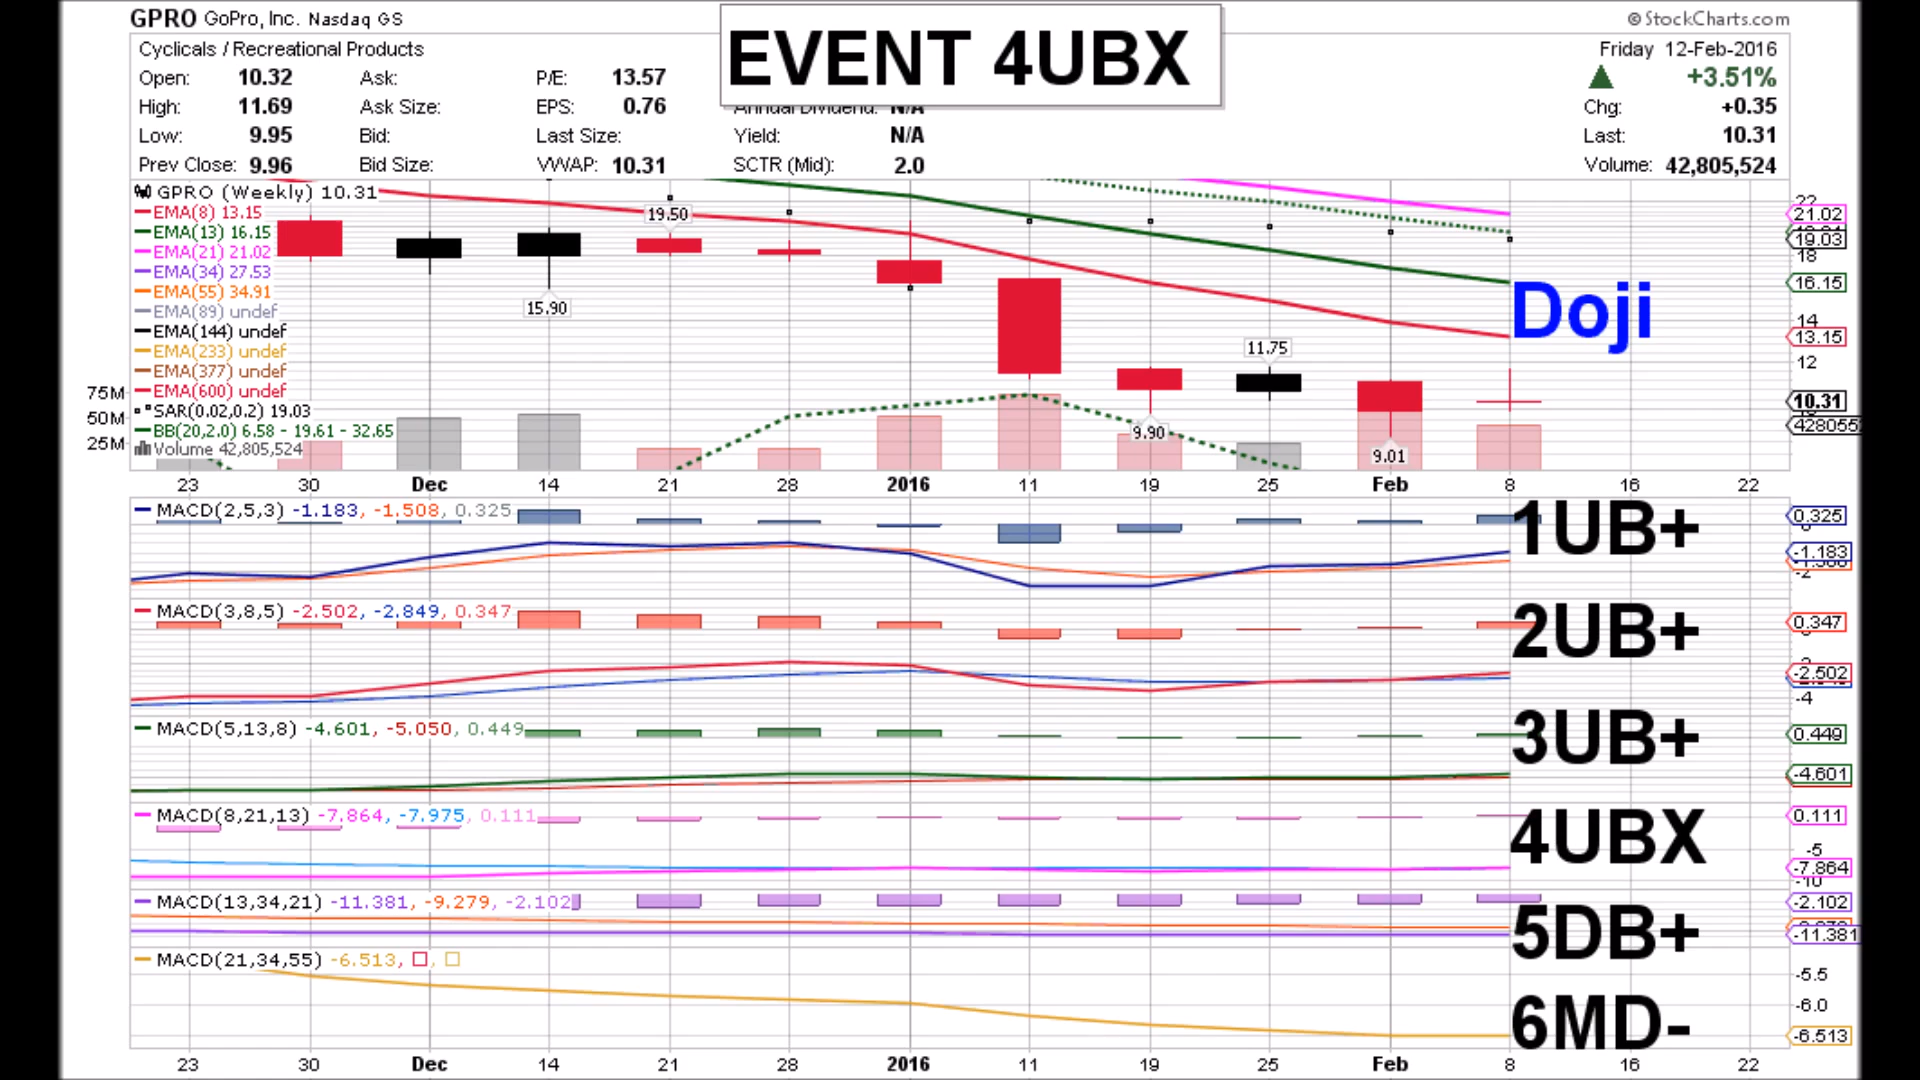 GPRO GoPro, Inc. Nasdaq GS
© StockCharts.com
EVENT 4UBX
Cyclicals / Recreational Products
Friday 12-Feb-2016
Open: 10.32 Ask: P/E: 13.57
+3.51%
High: 11.69 Ask Size: EPS: 0.76 Annual Dividend: N/A
Chg: +0.35
Low: 9.95 Bid: Last Size: Yield: N/A
Last: 10.31
Prev Close: 9.96 Bid Size: VWAP: 10.31 SCTR (Mid): 2.0
Volume: 42,805,524
GPRO (Weekly) 10.31
EMA(8) 13.15
EMA(13) 16.15
EMA(21) 21.02
EMA(34) 27.53
EMA(55) 34.91
EMA(89) undef
EMA(144) undef
EMA(233) undef
EMA(377) undef
EMA(600) undef
SAR(0.02,0.2) 19.03
BB(20,2.0) 6.58 - 19.61 - 32.65
Volume 42,805,524
75M
50M
25M
19.50
15.90
11.75
9.90
9.01
Doji
22
21.02
19.03
18
16.15
14
13.15
12
10.31
428055
23 30 Dec 14 21 28 2016 11 19 25 Feb 8 16 22
MACD(2,5,3) -1.183, -1.508, 0.325
1UB+
0.325
-1.183
-2
MACD(3,8,5) -2.502, -2.849, 0.347
2UB+
0.347
-2.502
-4
MACD(5,13,8) -4.601, -5.050, 0.449
3UB+
0.449
-4.601
MACD(8,21,13) -7.864, -7.975, 0.111
4UBX
0.111
-5
-7.864
-10
MACD(13,34,21) -11.381, -9.279, -2.102
5DB+
-2.102
-11.381
MACD(21,34,55) -6.513,
6MD-
-5.5
-6.0
-6.513
23 30 Dec 14 21 28 2016 11 19 25 Feb 8 16 22